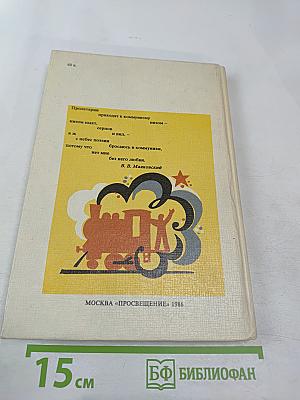 Пролетарии
приходят к коммунизму
низом —
низом шахт,
серпов
и вил, —
я ж
с небес поэзии
бросаюсь в коммунизм,
потому что
нет мне
без него любви.
В. В. Маяковский
МОСКВА «ПРОСВЕЩЕНИЕ» 1986
15 см
БФ БИБЛИОФАН